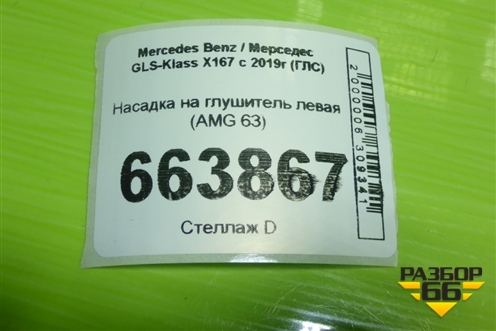 Mercedes Benz / Мерседес
GLS-Klass X167 с 2019г (ГЛС)
Насадка на глушитель левая
(AMG 63)
663867
Стеллаж D
2000006309341
РАЗБОР
66